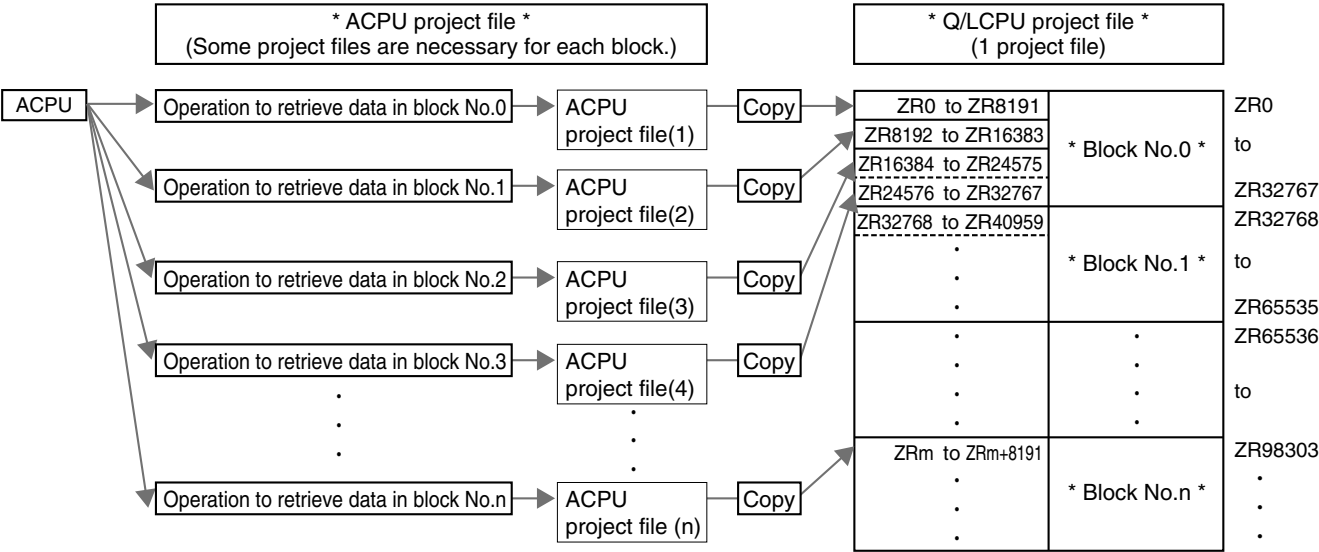 * ACPU project file *
(Some project files are necessary for each block.)
* Q/LCPU project file *
(1 project file)
ACPU
Operation to retrieve data in block No.0
ACPU
project file(1)
Copy
Operation to retrieve data in block No.1
ACPU
project file(2)
Copy
Operation to retrieve data in block No.2
ACPU
project file(3)
Copy
Operation to retrieve data in block No.3
ACPU
project file(4)
Copy
Operation to retrieve data in block No.n
ACPU
project file (n)
Copy
ZR0 to ZR8191
ZR8192 to ZR16383
ZR16384 to ZR24575
ZR24576 to ZR32767
ZR32768 to ZR40959
ZRm to ZRm+8191
* Block No.0 *
* Block No.1 *
* Block No.n *
ZR0
to
ZR32767
ZR32768
to
ZR65535
ZR65536
to
ZR98303